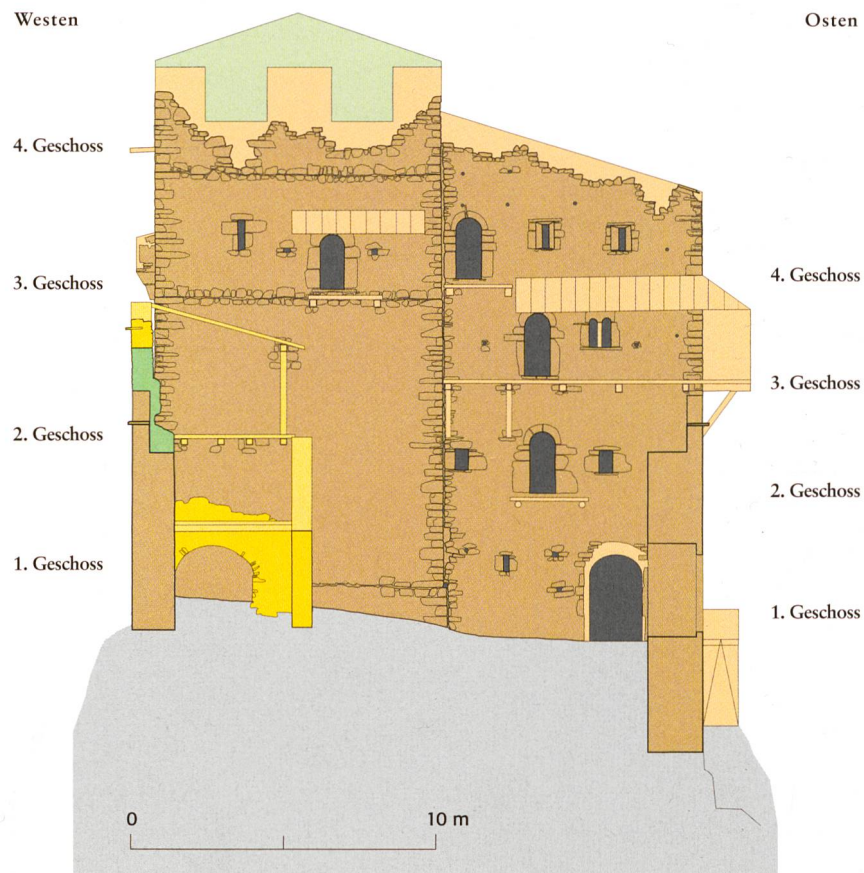 Westen
Osten
4. Geschoss
3. Geschoss
2. Geschoss
1. Geschoss
4. Geschoss
3. Geschoss
2. Geschoss
1. Geschoss
0
10 m